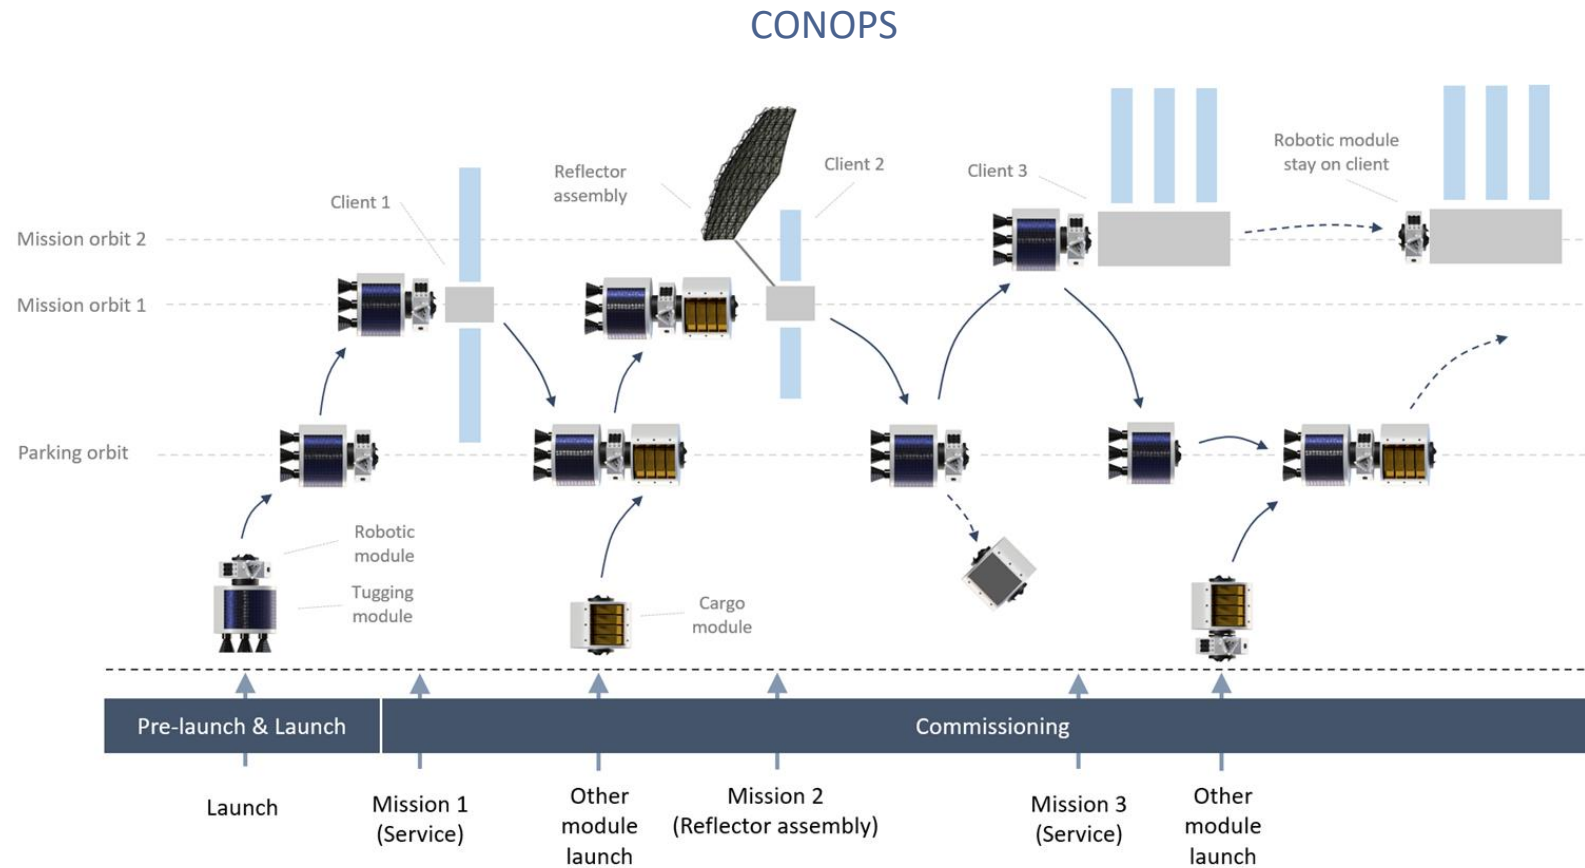 CONOPS
Reflector
assembly
Client 2
Client 1
Client 3
Robotic module
stay on client
Mission orbit 2
Mission orbit 1
Parking orbit
Robotic
module
Tugging
module
Cargo
module
Pre-launch & Launch
Commissioning
Launch
Mission 1
(Service)
Other
module
launch
Mission 2
(Reflector assembly)
Mission 3
(Service)
Other
module
launch